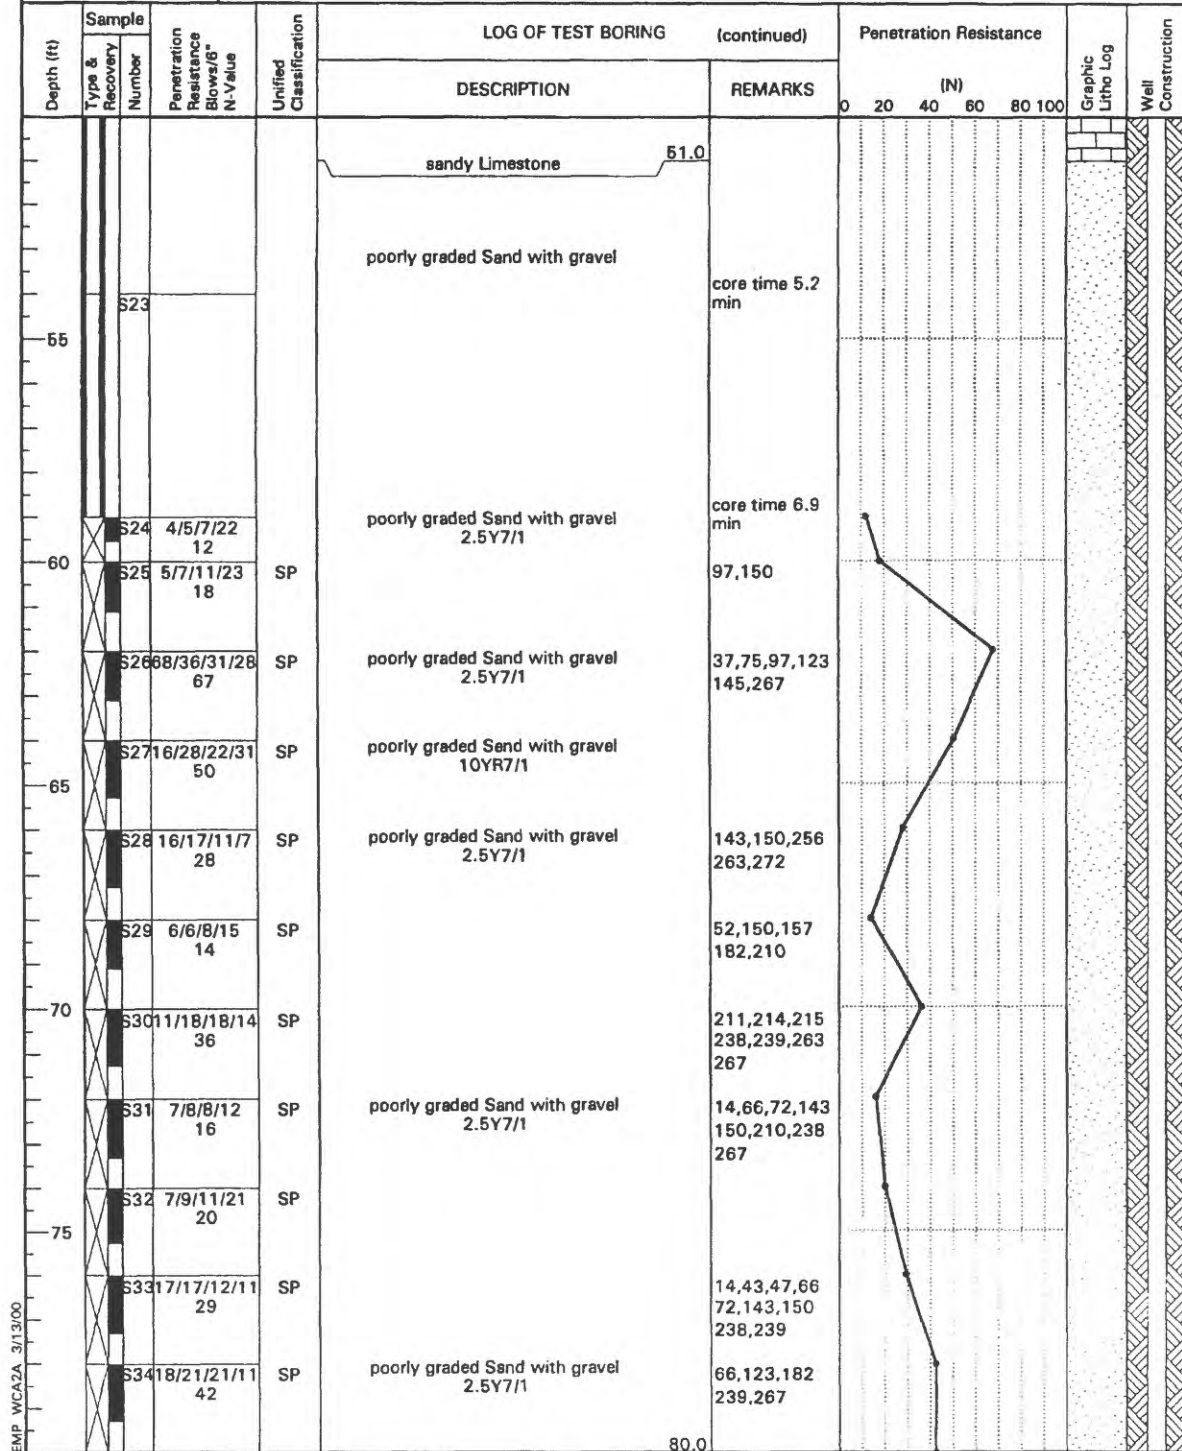 Sample
LOG OF TEST BORING (continued)
Penetration Resistance
Depth (ft)
Type & Recovery
Number
Penetration Resistance Blows/6" N-Value
Unified Classification
DESCRIPTION
REMARKS
(N)
0 20 40 60 80 100
Graphic Litho Log
Well Construction
sandy Limestone 51.0
poorly graded Sand with gravel
core time 5.2
min
S23
55
core time 6.9
min
S24 4/5/7/22 poorly graded Sand with gravel
12 2.5Y7/1
60
S25 5/7/11/23 SP 97,150
18
S26 68/36/31/28 SP poorly graded Sand with gravel 37,75,97,123
67 2.5Y7/1 145,267
S27 16/28/22/31 SP poorly graded Sand with gravel
50 10YR7/1
65
S28 16/17/11/7 SP poorly graded Sand with gravel 143,150,256
28 2.5Y7/1 263,272
S29 6/6/8/15 SP 52,150,157
14 182,210
70
S30 11/18/18/14 SP 211,214,215
36 238,239,263
267
S31 7/8/8/12 SP poorly graded Sand with gravel 14,66,72,143
16 2.5Y7/1 150,210,238
267
S32 7/9/11/21 SP
20
75
S33 17/17/12/11 SP 14,43,47,66
29 72,143,150
238,239
S34 18/21/21/11 SP poorly graded Sand with gravel 66,123,182
42 2.5Y7/1 239,267
80.0
EMP WCA2A 3/13/00